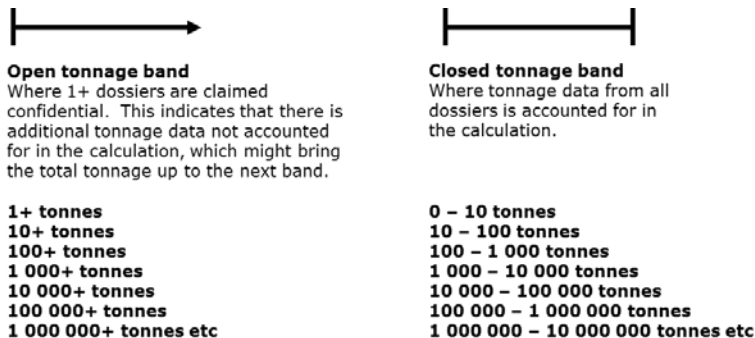 Open tonnage band
Where 1+ dossiers are claimed
confidential. This indicates that there is
additional tonnage data not accounted
for in the calculation, which might bring
the total tonnage up to the next band.
1+ tonnes
10+ tonnes
100+ tonnes
1 000+ tonnes
10 000+ tonnes
100 000+ tonnes
1 000 000+ tonnes etc
Closed tonnage band
Where tonnage data from all
dossiers is accounted for in
the calculation.
0 – 10 tonnes
10 – 100 tonnes
100 – 1 000 tonnes
1 000 – 10 000 tonnes
10 000 – 100 000 tonnes
100 000 – 1 000 000 tonnes
1 000 000 – 10 000 000 tonnes etc